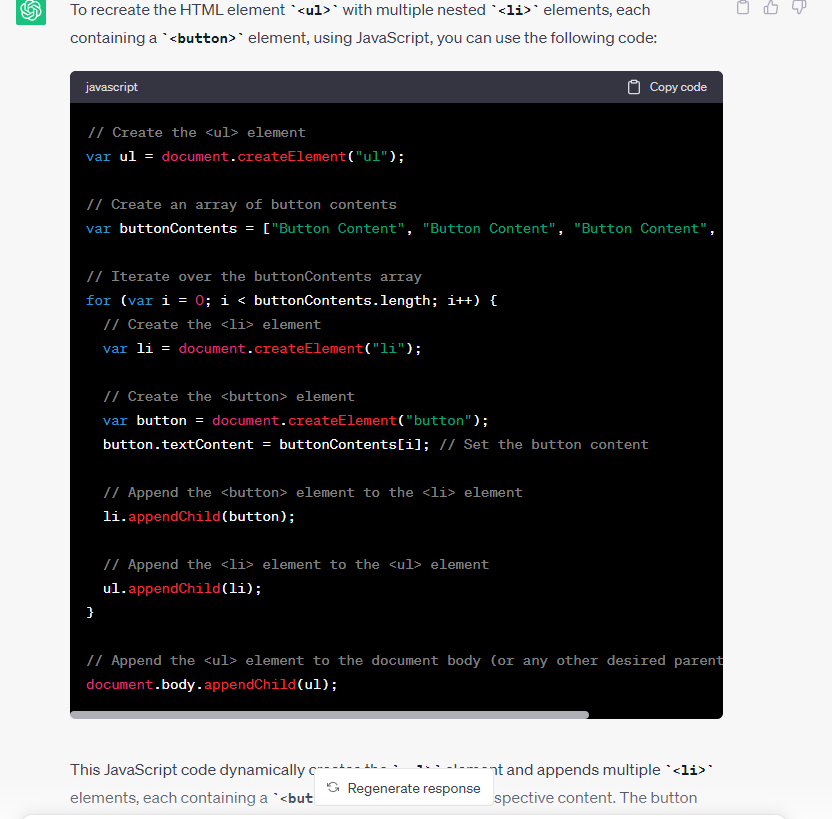 To recreate the HTML element `<ul>` with multiple nested `<li>` elements, each
containing a `<button>` element, using JavaScript, you can use the following code:
javascript
Copy code
// Create the <ul> element
var ul = document.createElement("ul");
// Create an array of button contents
var buttonContents = ["Button Content", "Button Content", "Button Content",
// Iterate over the buttonContents array
for (var i = 0; i < buttonContents.length; i++) {
// Create the <li> element
var li = document.createElement("li");
// Create the <button> element
var button = document.createElement("button");
button.textContent = buttonContents[i]; // Set the button content
// Append the <button> element to the <li> element
li.appendChild(button);
// Append the <li> element to the <ul> element
ul.appendChild(li);
}
// Append the <ul> element to the document body (or any other desired parent
document.body.appendChild(ul);
This JavaScript code dynamically creates the element and appends multiple `<li>`
elements, each containing a `<but spective content. The button
Regenerate response